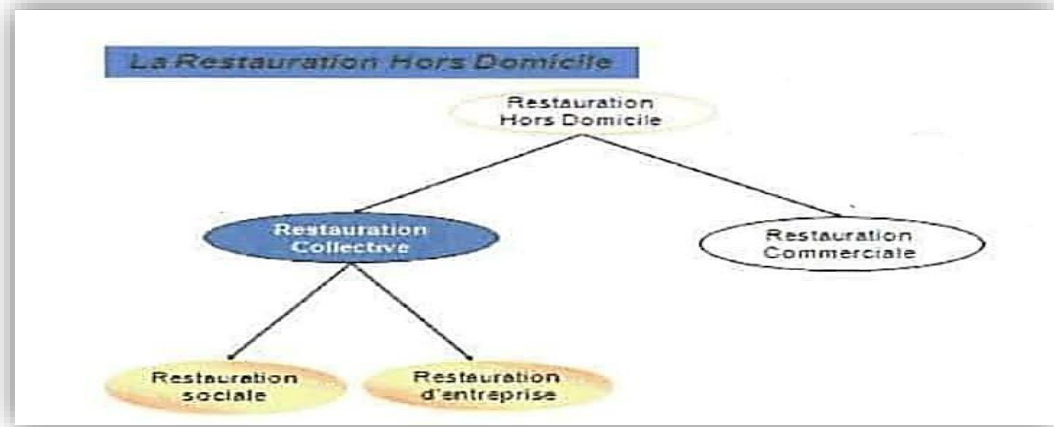 La Restauration Hors Domicile
Restauration
Hors Domicile
Restauration
Collective
Restauration
Commerciale
Restauration
sociale
Restauration
d'entreprise